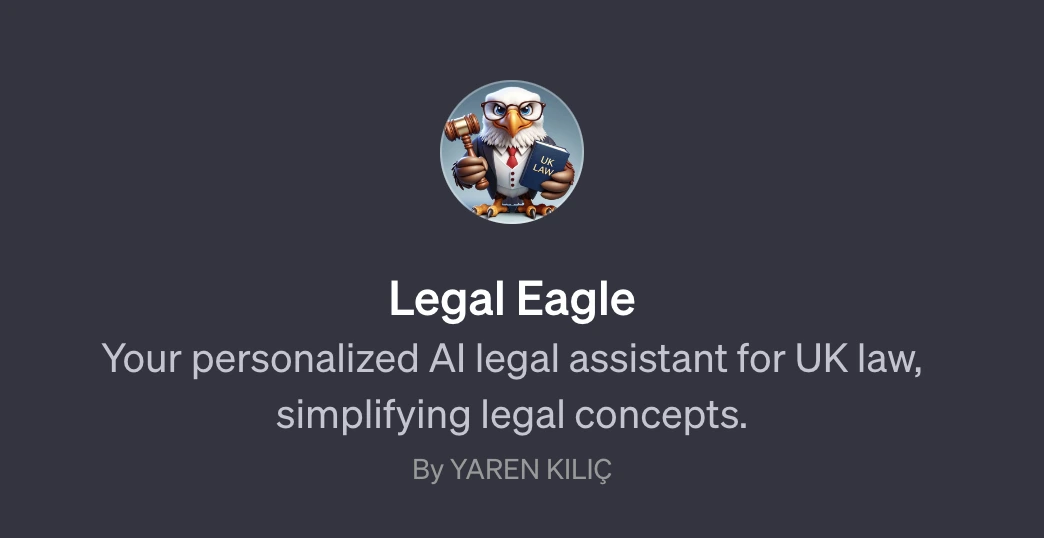 UK
LAW
Legal Eagle
Your personalized AI legal assistant for UK law,
simplifying legal concepts.
By YAREN KILIÇ